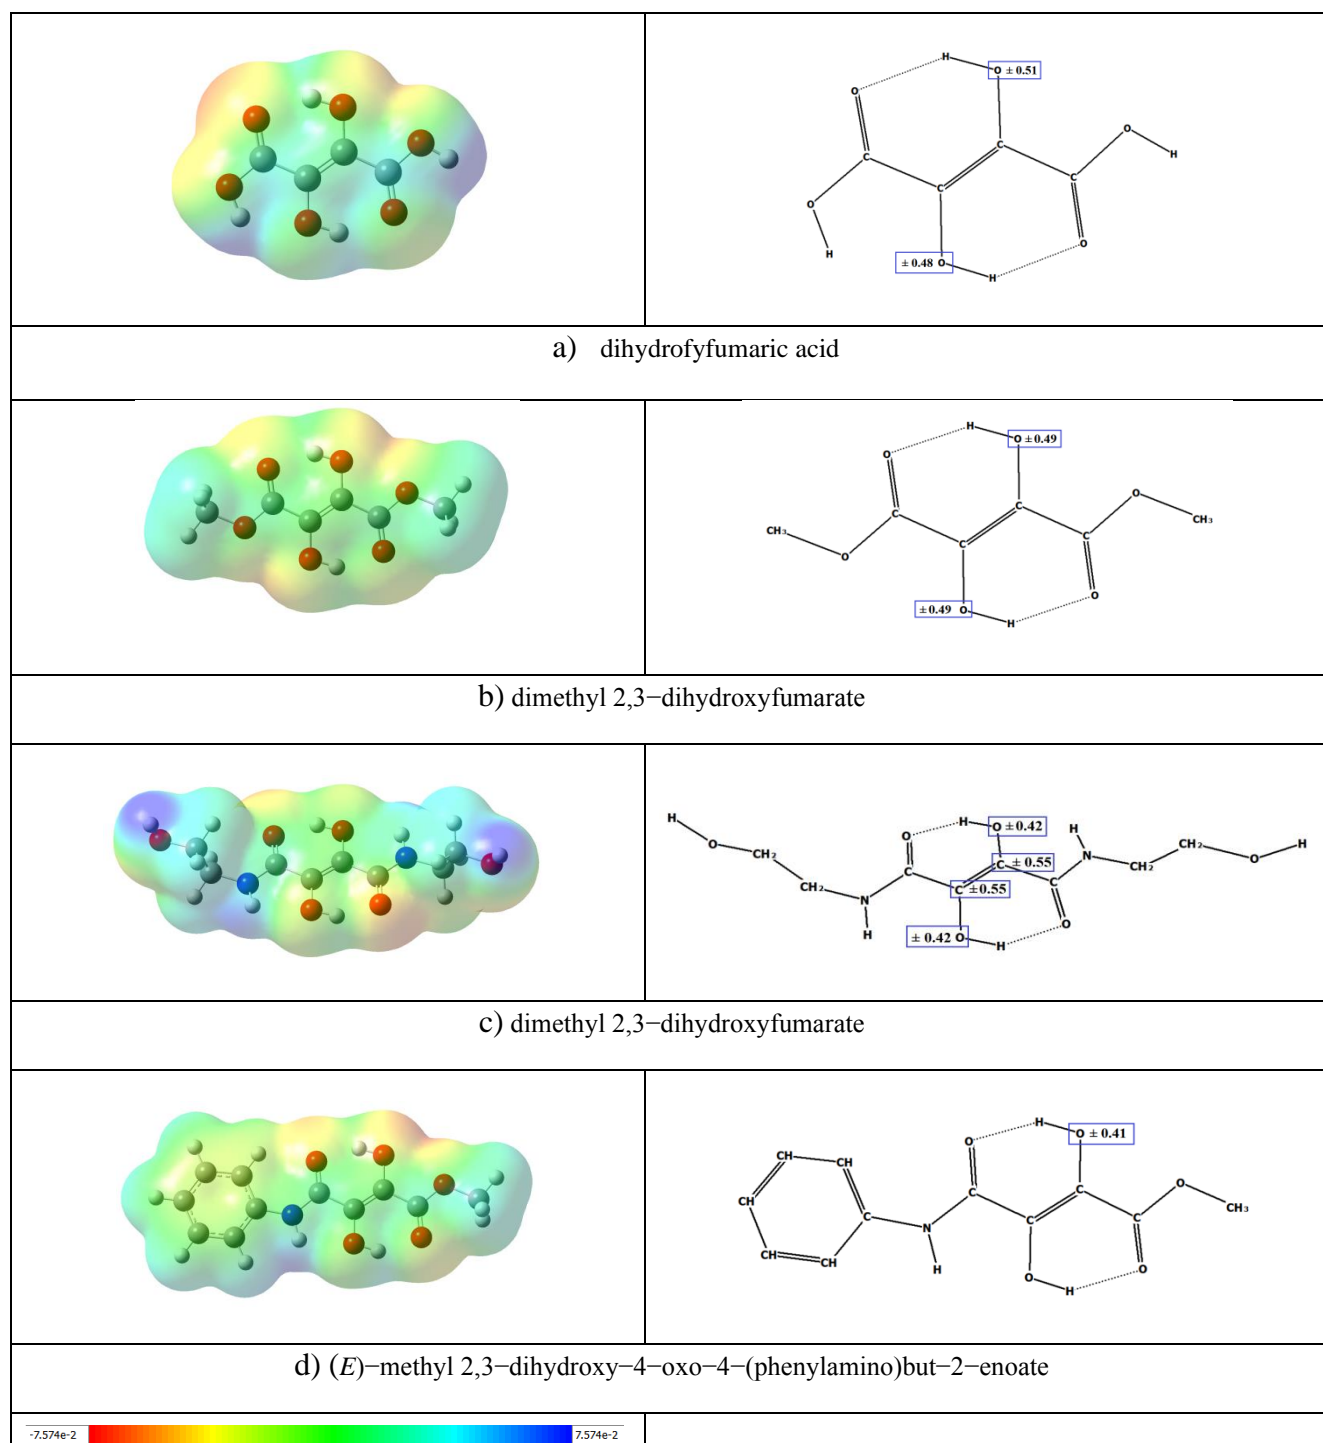 H
O ± 0.51
O
O
H
C
C
C
C
O
H
± 0.48 O
H
O
a) dihydrofyfumaric acid
H
O ± 0.49
O
O
CH₃
C
C
CH₃
C
C
O
± 0.49 O
H
O
b) dimethyl 2,3−dihydroxyfumarate
H
O
H
O ± 0.42
O
H
N
CH₂
O
H
CH₂
C
C ± 0.55
CH₂
C ± 0.55
C
CH₂
N
H
± 0.42 O
H
O
c) dimethyl 2,3−dihydroxyfumarate
H
O ± 0.41
O
CH
CH
C
C
O
CH₃
CH
C
N
C
C
CH
CH
H
O
H
O
d) (E)−methyl 2,3−dihydroxy−4−oxo−4−(phenylamino)but−2−enoate
-7.574e-2
7.574e-2